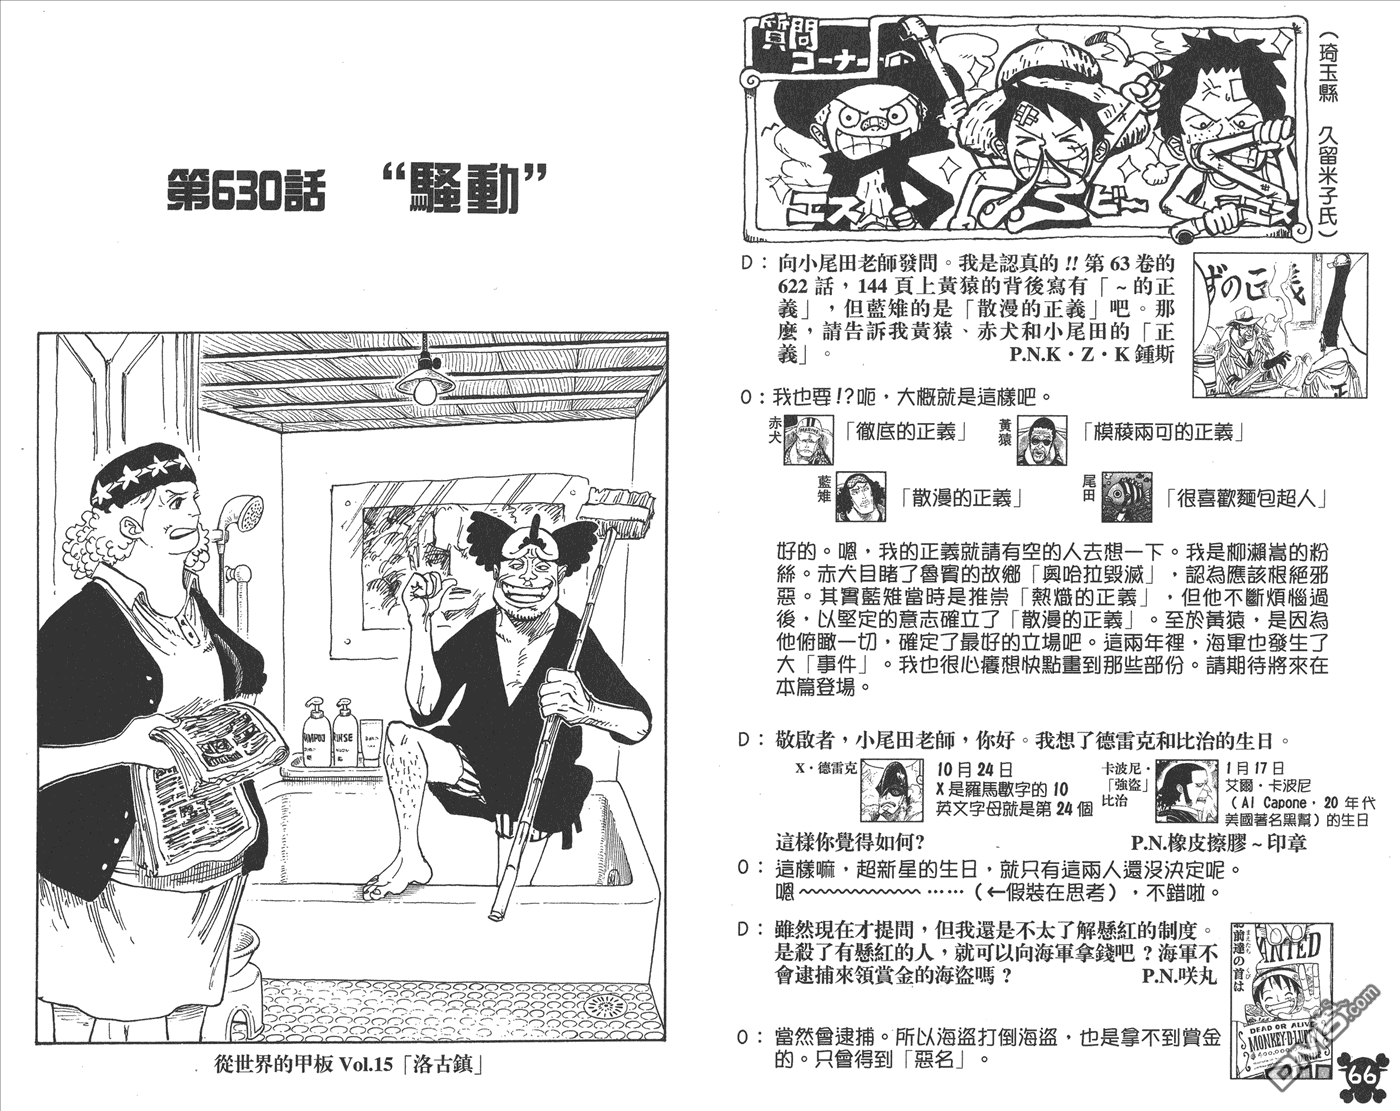 質問
コーナー
エース
ルビー
エース
（埼玉縣　久留米子氏）
D：向小尾田老師發問。我是認真的!!第63卷的
622話，144頁上黃猿的背後寫有「～的正
義」，但藍雉的是「散漫的正義」吧。那
麼，請告訴我黃猿、赤犬和小尾田的「正
義」。　P.N.K・Z・K鍾斯
ずの正義
O：我也要!?呃，大概就是這樣吧。
赤犬「徹底的正義」　黃猿「模稜兩可的正義」
藍雉「散漫的正義」　尾田「很喜歡麵包超人」
好的。嗯，我的正義就請有空的人去想一下。我是柳瀨嵩的粉
絲。赤犬目睹了魯賓的故鄉「奧哈拉毀滅」，認為應該根絕邪
惡。其實藍雉當時是推崇「熱熾的正義」，但他不斷煩惱過
後，以堅定的意志確立了「散漫的正義」。至於黃猿，是因為
他俯瞰一切，確定了最好的立場吧。這兩年裡，海軍也發生了
大「事件」。我也很心癢想快點畫到那些部份。請期待將來在
本篇登場。
D：敬啟者，小尾田老師，你好。我想了德雷克和比治的生日。
X・德雷克
10月24日
X是羅馬數字的10
英文字母就是第24個
卡波尼・
「強盜」
比治
1月17日
艾爾・卡波尼
（Al Capone，20年代
美國著名黑幫）的生日
這樣你覺得如何?　P.N.橡皮擦膠～印章
O：這樣嘛，超新星的生日，就只有這兩人還沒決定呢。
嗯～～～～～～～～～～～……（←假裝在思考），不錯啦。
D：雖然現在才提問，但我還是不太了解懸紅的制度。
是殺了有懸紅的人，就可以向海軍拿錢吧？海軍不
會逮捕來領賞金的海盜嗎？　P.N.咲丸
お前達の首は
WANTED
DEAD OR ALIVE
MONKEY・D・LUFFY
O：當然會逮捕。所以海盜打倒海盜，也是拿不到賞金
的。只會得到「惡名」。
66
DM5.com
第630話　“騷動”
RINSE
從世界的甲板 Vol.15「洛古鎮」